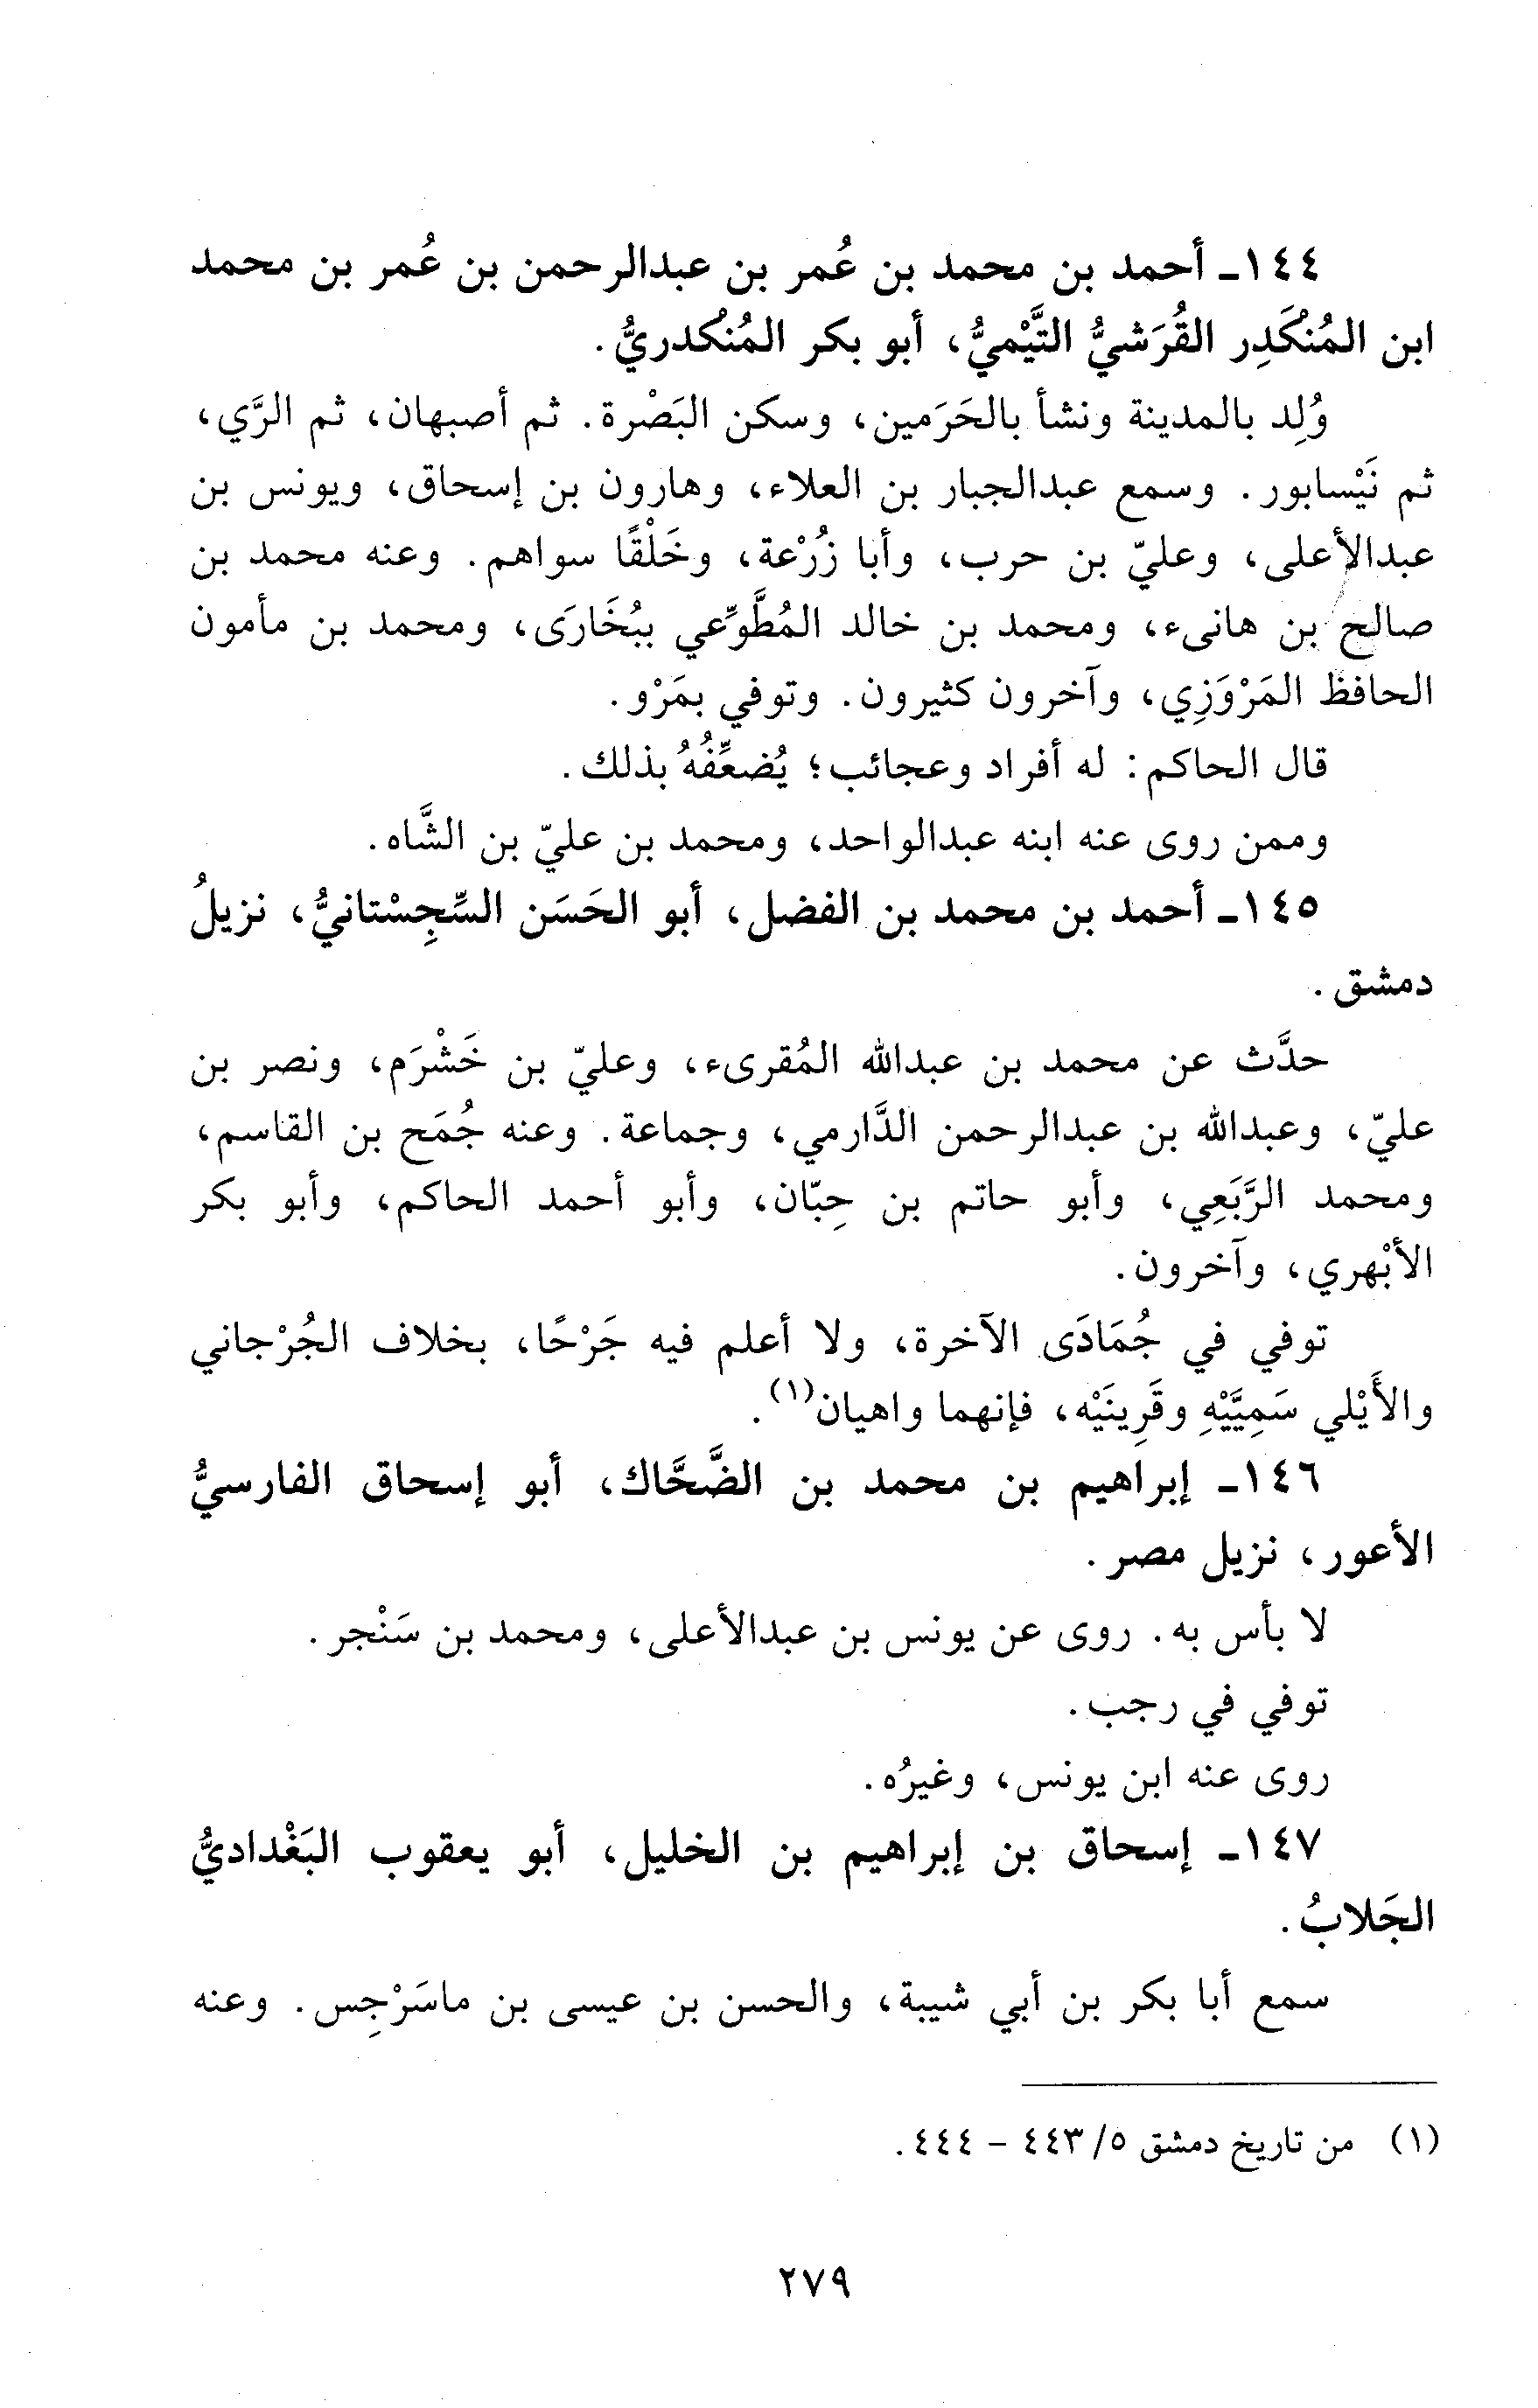 ١٤٤ـ أحمد بن محمد بن عُمر بن عبدالرحمن بن عُمر بن محمد
ابن المُنْكَدِر القُرَشيُّ التَّيْميُّ، أبو بكر المُنْكدريُّ.
وُلِد بالمدينة ونشأ بالحَرَمين، وسكن البَصْرة. ثم أصبهان، ثم الرَّي،
ثم نَيْسابور. وسمع عبدالجبار بن العلاء، وهارون بن إسحاق، ويونس بن
عبدالأعلى، وعليّ بن حرب، وأبا زُرْعة، وخَلْقًا سواهم. وعنه محمد بن
صالح بن هانىء، ومحمد بن خالد المُطَّوِّعي ببُخَارَى، ومحمد بن مأمون
الحافظ المَرْوَزِي، وآخرون كثيرون. وتوفي بمَرْو.
قال الحاكم: له أفراد وعجائب؛ يُضعِّفُهُ بذلك.
وممن روى عنه ابنه عبدالواحد، ومحمد بن عليّ بن الشَّاه.
١٤٥ـ أحمد بن محمد بن الفضل، أبو الحَسَن السِّجِسْتانيُّ، نزيلُ
دمشق.
حدَّث عن محمد بن عبدالله المُقرىء، وعليّ بن خَشْرَم، ونصر بن
عليّ، وعبدالله بن عبدالرحمن الدَّارمي، وجماعة. وعنه جُمَح بن القاسم،
ومحمد الرَّبَعِي، وأبو حاتم بن حِبّان، وأبو أحمد الحاكم، وأبو بكر
الأبْهري، وآخرون.
توفي في جُمَادَى الآخرة، ولا أعلم فيه جَرْحًا، بخلاف الجُرْجاني
والأَيْلي سَمِيَّيْهِ وقَرِينَيْه، فإنهما واهيان(١).
١٤٦ـ إبراهيم بن محمد بن الضَّحَّاك، أبو إسحاق الفارسيُّ
الأعور، نزيل مصر.
لا بأس به. روى عن يونس بن عبدالأعلى، ومحمد بن سَنْجر.
توفي في رجب.
روى عنه ابن يونس، وغيرُه.
١٤٧ـ إسحاق بن إبراهيم بن الخليل، أبو يعقوب البَغْداديُّ
الجَلابُ.
سمع أبا بكر بن أبي شيبة، والحسن بن عيسى بن ماسَرْجِس. وعنه
(١) من تاريخ دمشق ٥/ ٤٤٣ – ٤٤٤.
٢٧٩